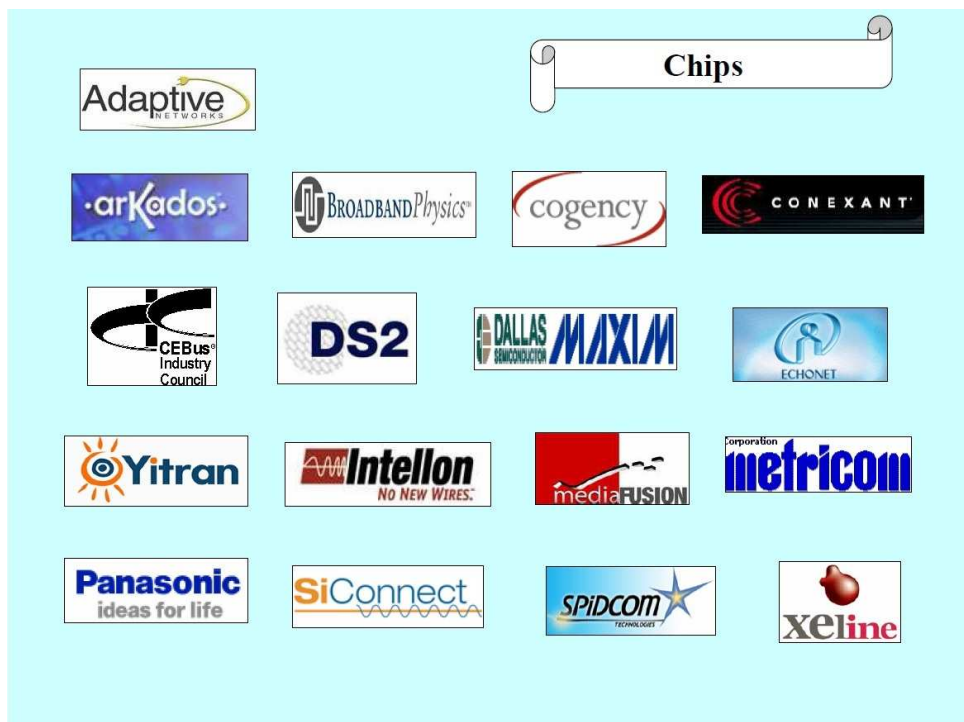 Chips
Adaptive
NETWORKS
·arKados·
BROADBANDPhysics™
cogency
CONEXANT
CEBus®
Industry
Council
DS2
DALLAS
SEMICONDUCTOR
MAXIM
ECHONET
Yitran
Intellon
NO NEW WIRES.
mediaFUSION
Corporation
metricom
Panasonic
ideas for life
SiConnect
SPiDCOM
TECHNOLOGIES
xeline